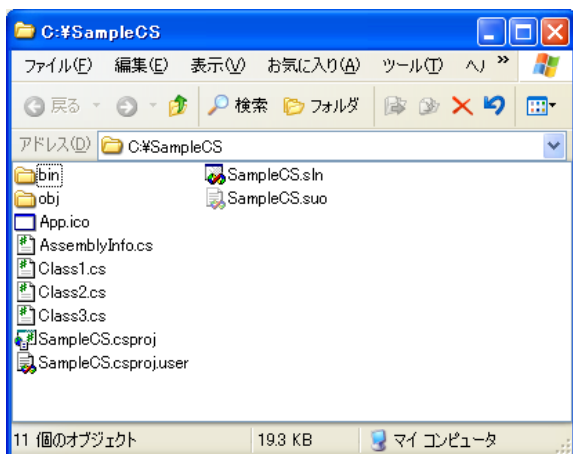 C:¥SampleCS
ファイル(F) 編集(E) 表示(V) お気に入り(A) ツール(T) ヘ) »
戻る 検索 フォルダ
アドレス(D) C:¥SampleCS
bin
obj
App.ico
AssemblyInfo.cs
Class1.cs
Class2.cs
Class3.cs
SampleCS.csproj
SampleCS.csproj.user
SampleCS.sln
SampleCS.suo
11 個のオブジェクト 19.3 KB マイ コンピュータ